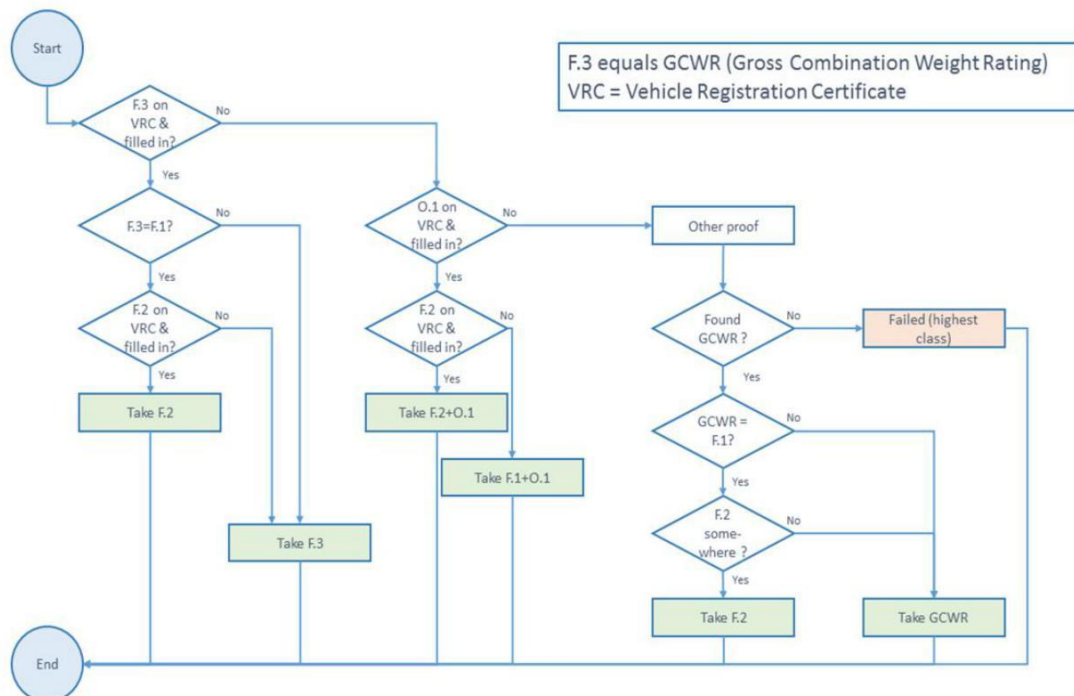 Start
F.3 equals GCWR (Gross Combination Weight Rating)
VRC = Vehicle Registration Certificate
F.3 on
VRC &
filled in?
No
Yes
F.3=F.1?
No
Yes
F.2 on
VRC &
filled in?
No
Yes
Take F.2
Take F.3
O.1 on
VRC &
filled in?
No
Yes
F.2 on
VRC &
filled in?
No
Yes
Take F.2+O.1
Take F.1+O.1
Other proof
Found
GCWR ?
No
Failed (highest
class)
Yes
GCWR =
F.1?
No
Yes
F.2
some-
where ?
No
Yes
Take F.2
Take GCWR
End